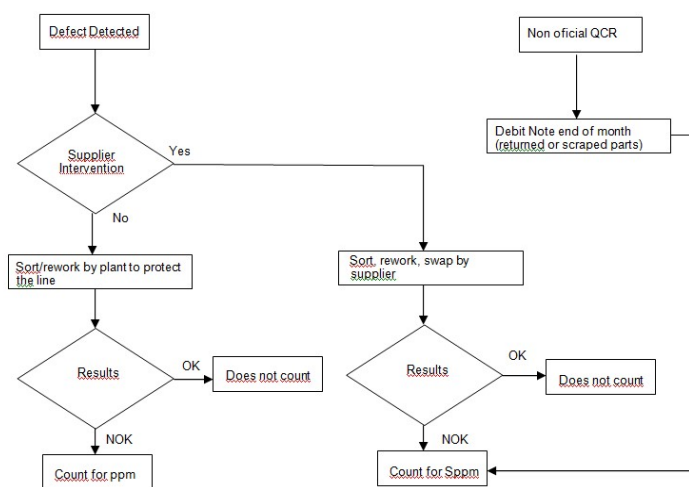 Defect Detected
Non oficial QCR
Debit Note end of month
(returned or scraped parts)
Supplier
Intervention
Yes
No
Sort/rework by plant to protect
the line
Sort, rework, swap by
supplier
Results
OK
Does not count
Results
OK
Does not count
NOK
NOK
Count for ppm
Count for Sppm